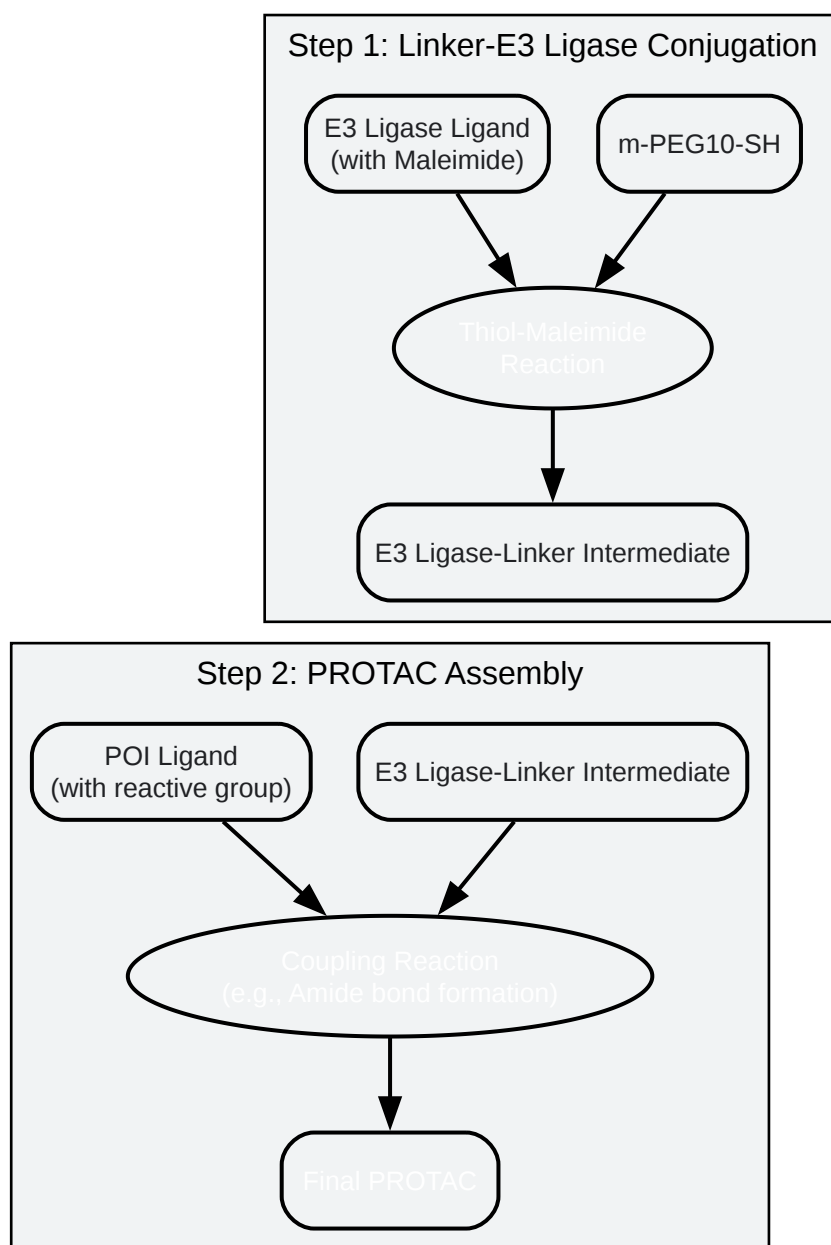 Step 1: Linker-E3 Ligase Conjugation
E3 Ligase Ligand
(with Maleimide)
m-PEG10-SH
Thiol-Maleimide
Reaction
E3 Ligase-Linker Intermediate
Step 2: PROTAC Assembly
POI Ligand
(with reactive group)
E3 Ligase-Linker Intermediate
Coupling Reaction
(e.g., Amide bond formation)
Final PROTAC